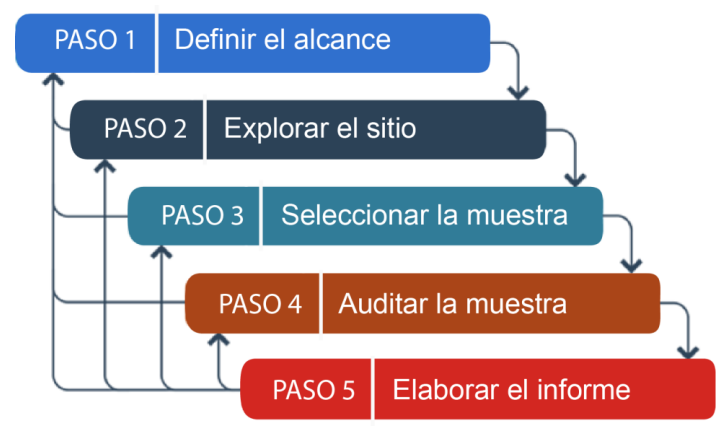 PASO 1 Definir el alcance
PASO 2 Explorar el sitio
PASO 3 Seleccionar la muestra
PASO 4 Auditar la muestra
PASO 5 Elaborar el informe